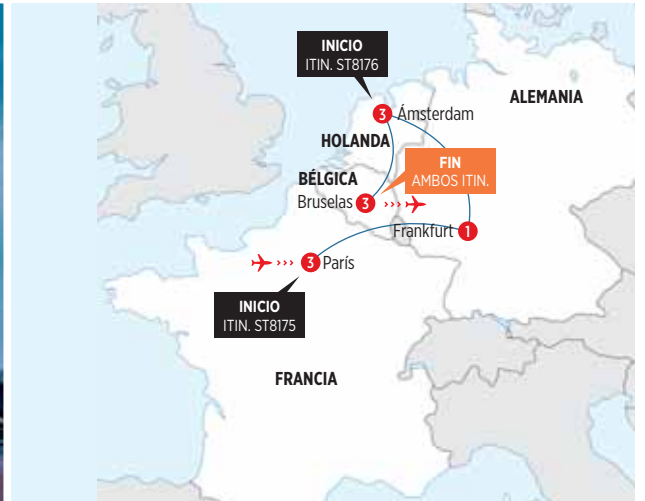 INICIO
ITIN. ST8176
ALEMANIA
3 Ámsterdam
HOLANDA
FIN
AMBOS ITIN.
BÉLGICA
Bruselas 3
Frankfurt 1
3 París
INICIO
ITIN. ST8175
FRANCIA